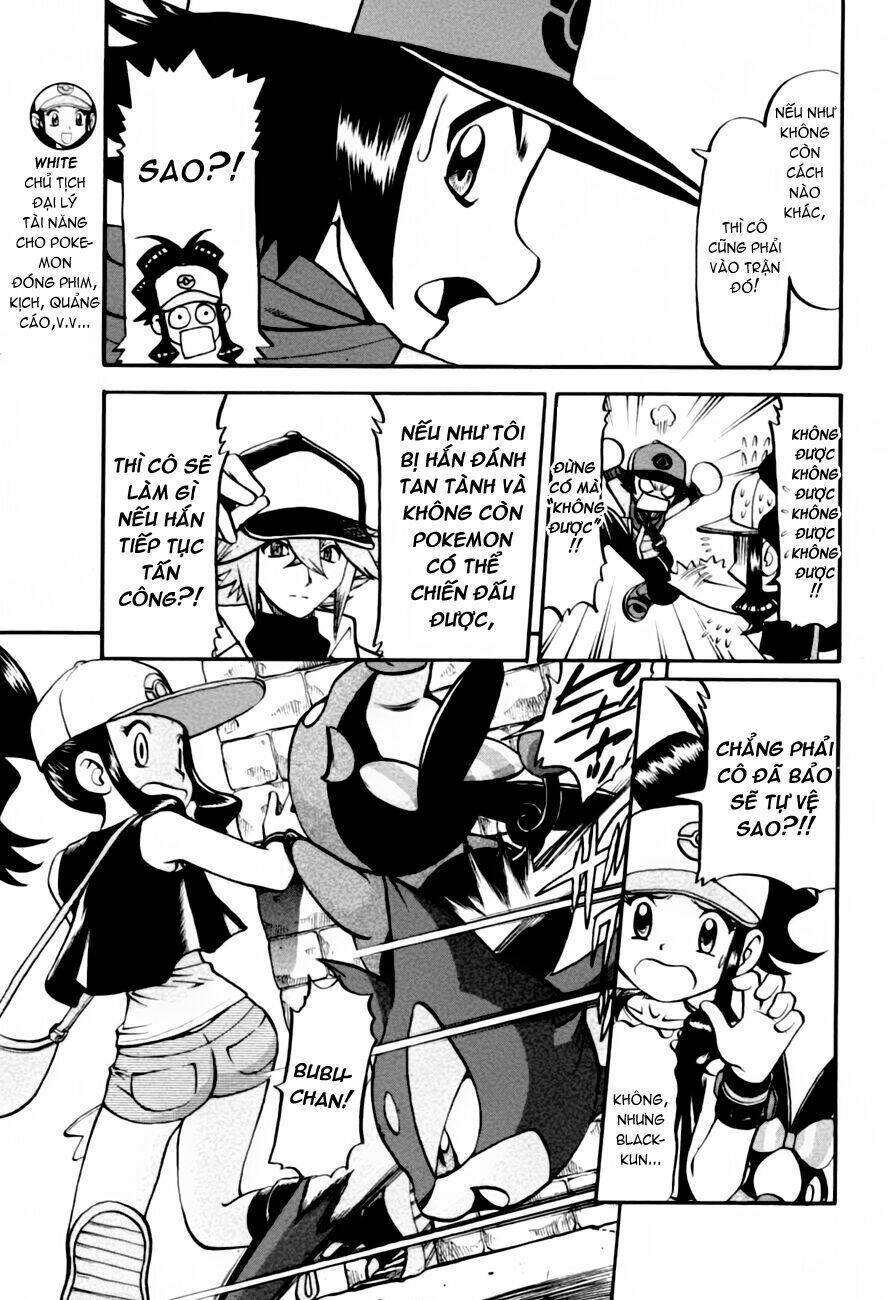 NẾU NHƯ
KHÔNG
CÒN
CÁCH
NÀO
KHÁC,
THÌ CÔ
CŨNG PHẢI
VÀO TRẬN
ĐÓ!
SAO?!
WHITE
CHỦ TỊCH
ĐẠI LÝ
TÀI NĂNG
CHO POKE-
MON
ĐÓNG PHIM,
KỊCH, QUẢNG
CÁO,V.V...
KHÔNG
ĐƯỢC
KHÔNG
ĐƯỢC
KHÔNG
ĐƯỢC
KHÔNG
ĐƯỢC
!!
ĐỪNG
CÓ MÀ
"KHÔNG
ĐƯỢC"
!!
NẾU NHƯ TÔI
BỊ HẮN ĐÁNH
TAN TÀNH VÀ
KHÔNG CÒN
POKEMON
CÓ THỂ
CHIẾN ĐẤU
ĐƯỢC,
THÌ CÔ SẼ
LÀM GÌ
NẾU HẮN
TIẾP TỤC
TẤN
CÔNG?!
CHẲNG PHẢI
CÔ ĐÃ BẢO
SẼ TỰ VỆ
SAO?!!
KHÔNG,
NHƯNG
BLACK-
KUN...
BUBU-
CHAN!